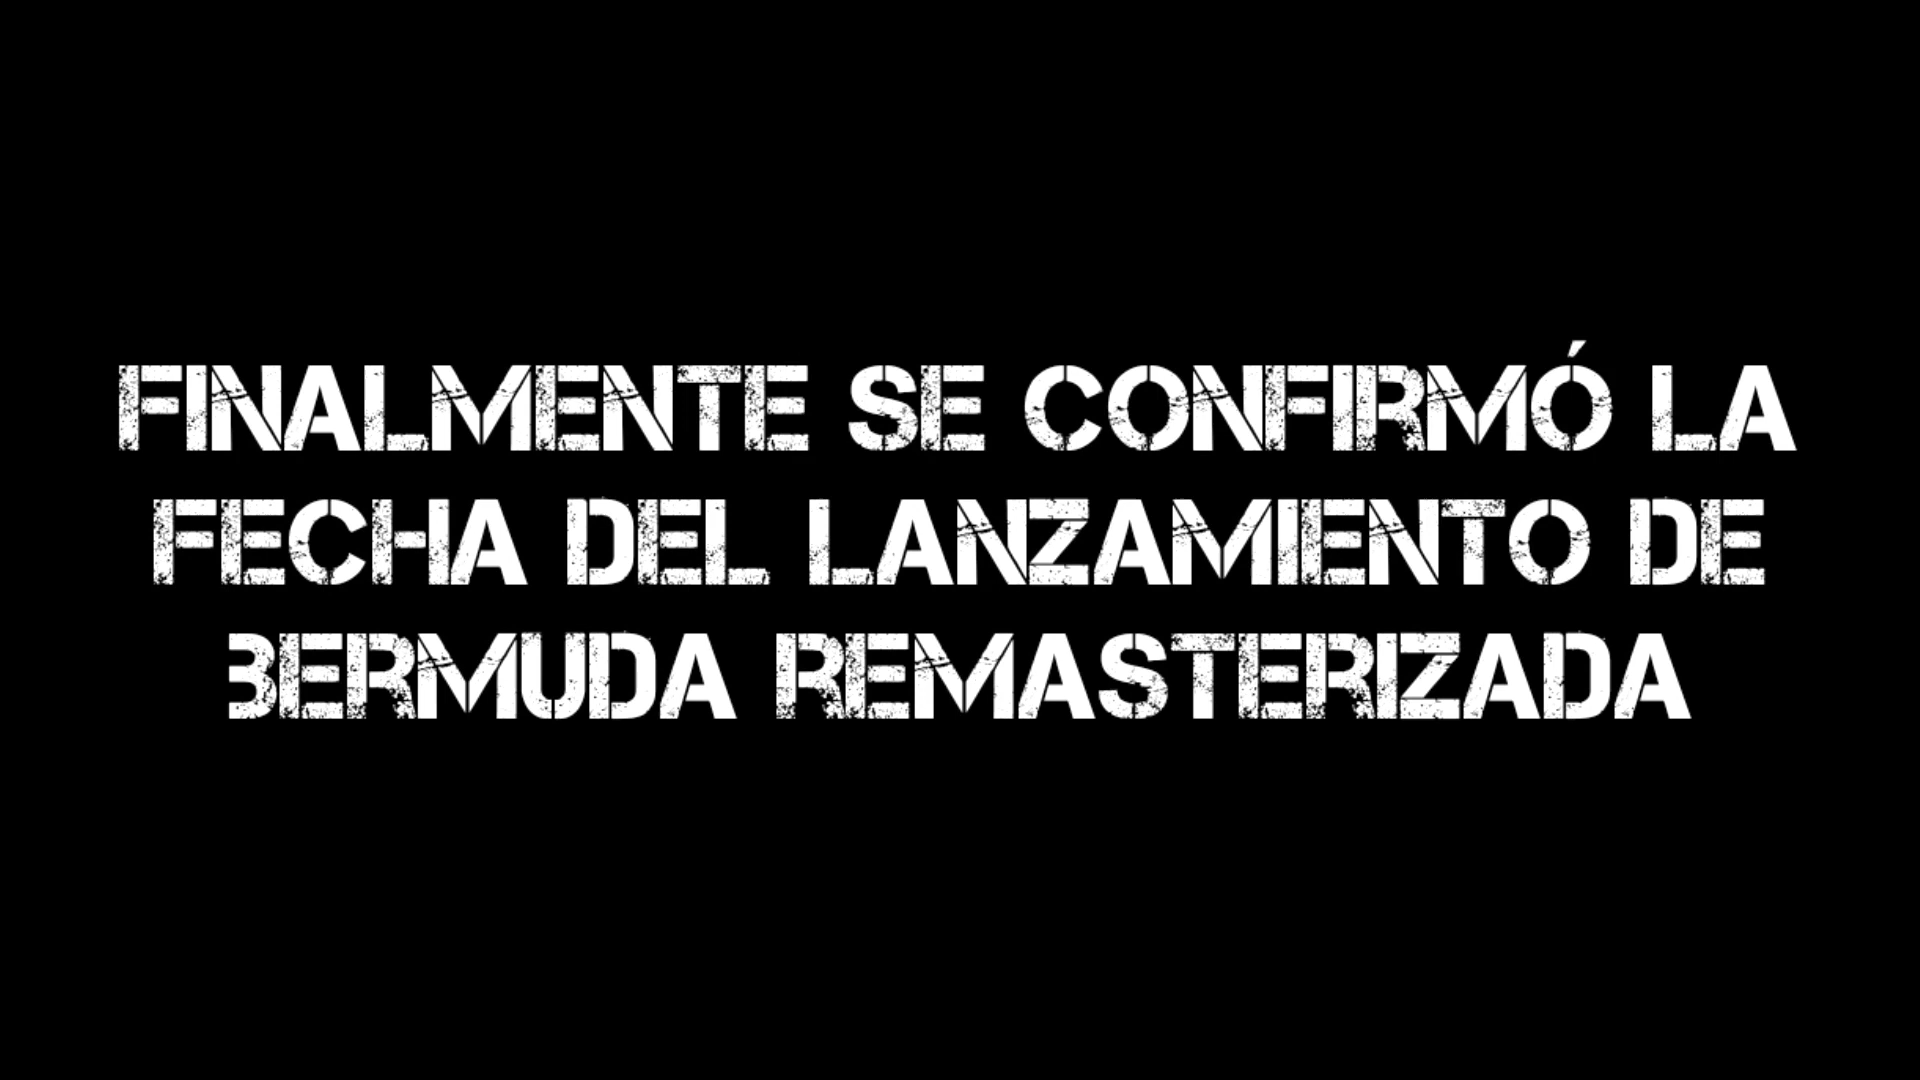 FINALMENTE SE CONFIRMÓ LA
FECHA DEL LANZAMIENTO DE
BERMUDA REMASTERIZADA